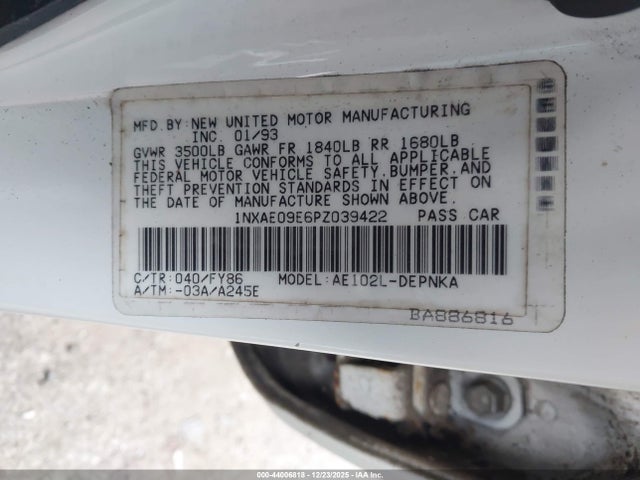 MFD.BY:NEW UNITED MOTOR MANUFACTURING
INC. 01/93
GVWR 3500LB GAWR FR 1840LB RR 1680LB
THIS VEHICLE CONFORMS TO ALL APPLICABLE
FEDERAL MOTOR VEHICLE SAFETY,BUMPER,AND
THEFT PREVENTION STANDARDS IN EFFECT ON
THE DATE OF MANUFACTURE SHOWN ABOVE.
1NXAE09E6PZ039422 PASS CAR
C/TR:040/FY86 MODEL:AE102L-DEPNKA
A/TM:-03A/A245E
BA886816
000-44006818 - 12/23/2025 - IAAI.CA